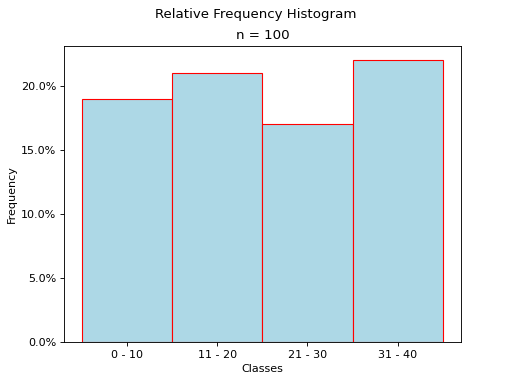 Relative Frequency Histogram
n = 100
20.0%
15.0%
10.0%
5.0%
0.0%
Frequency
0 - 10 11 - 20 21 - 30 31 - 40
Classes